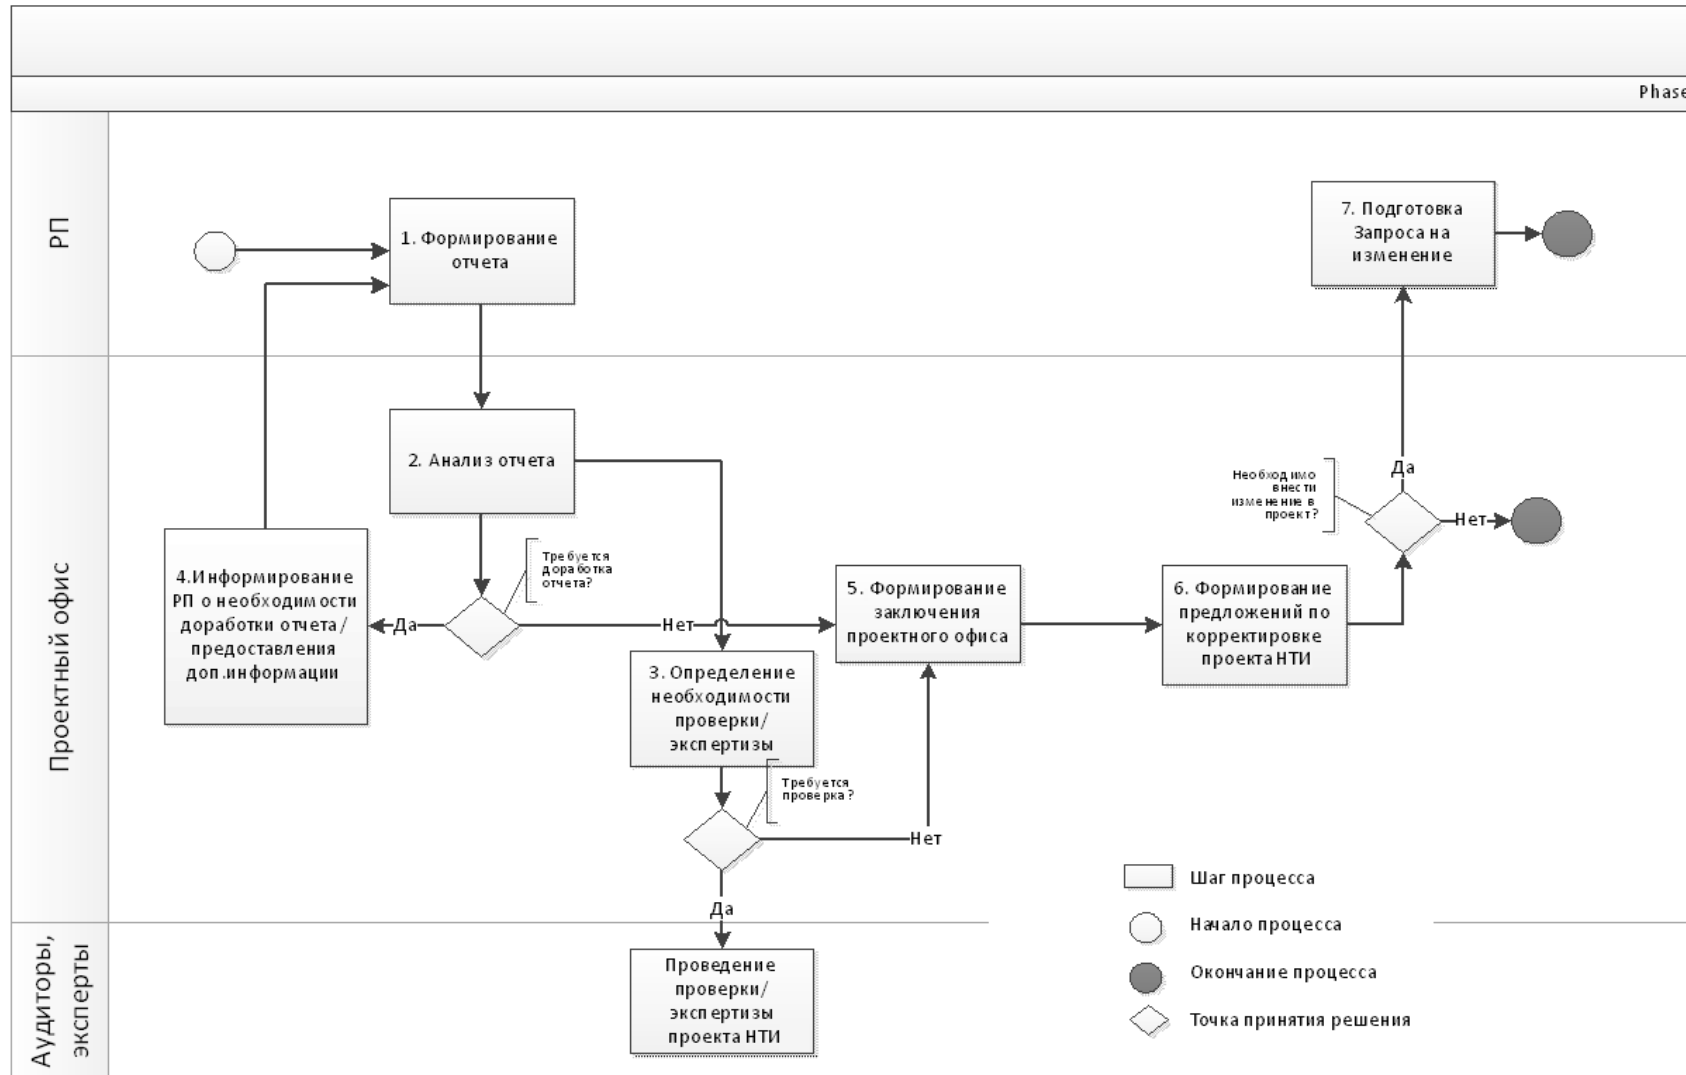 Phase
РП
1. Формирование
отчета
7. Подготовка
Запроса на
изменение
Проектный офис
2. Анализ отчета
Требуется
доработка
отчета?
4.Информирование
РП о необходимости
доработки отчета/
предоставления
доп.информации
Да
Нет
3. Определение
необходимости
проверки/
экспертизы
Требуется
проверка?
Нет
Да
5. Формирование
заключения
проектного офиса
6. Формирование
предложений по
корректировке
проекта НТИ
Необходимо
внести
изменение в
проект?
Да
Нет
Аудиторы,
эксперты
Проведение
проверки/
экспертизы
проекта НТИ
Шаг процесса
Начало процесса
Окончание процесса
Точка принятия решения